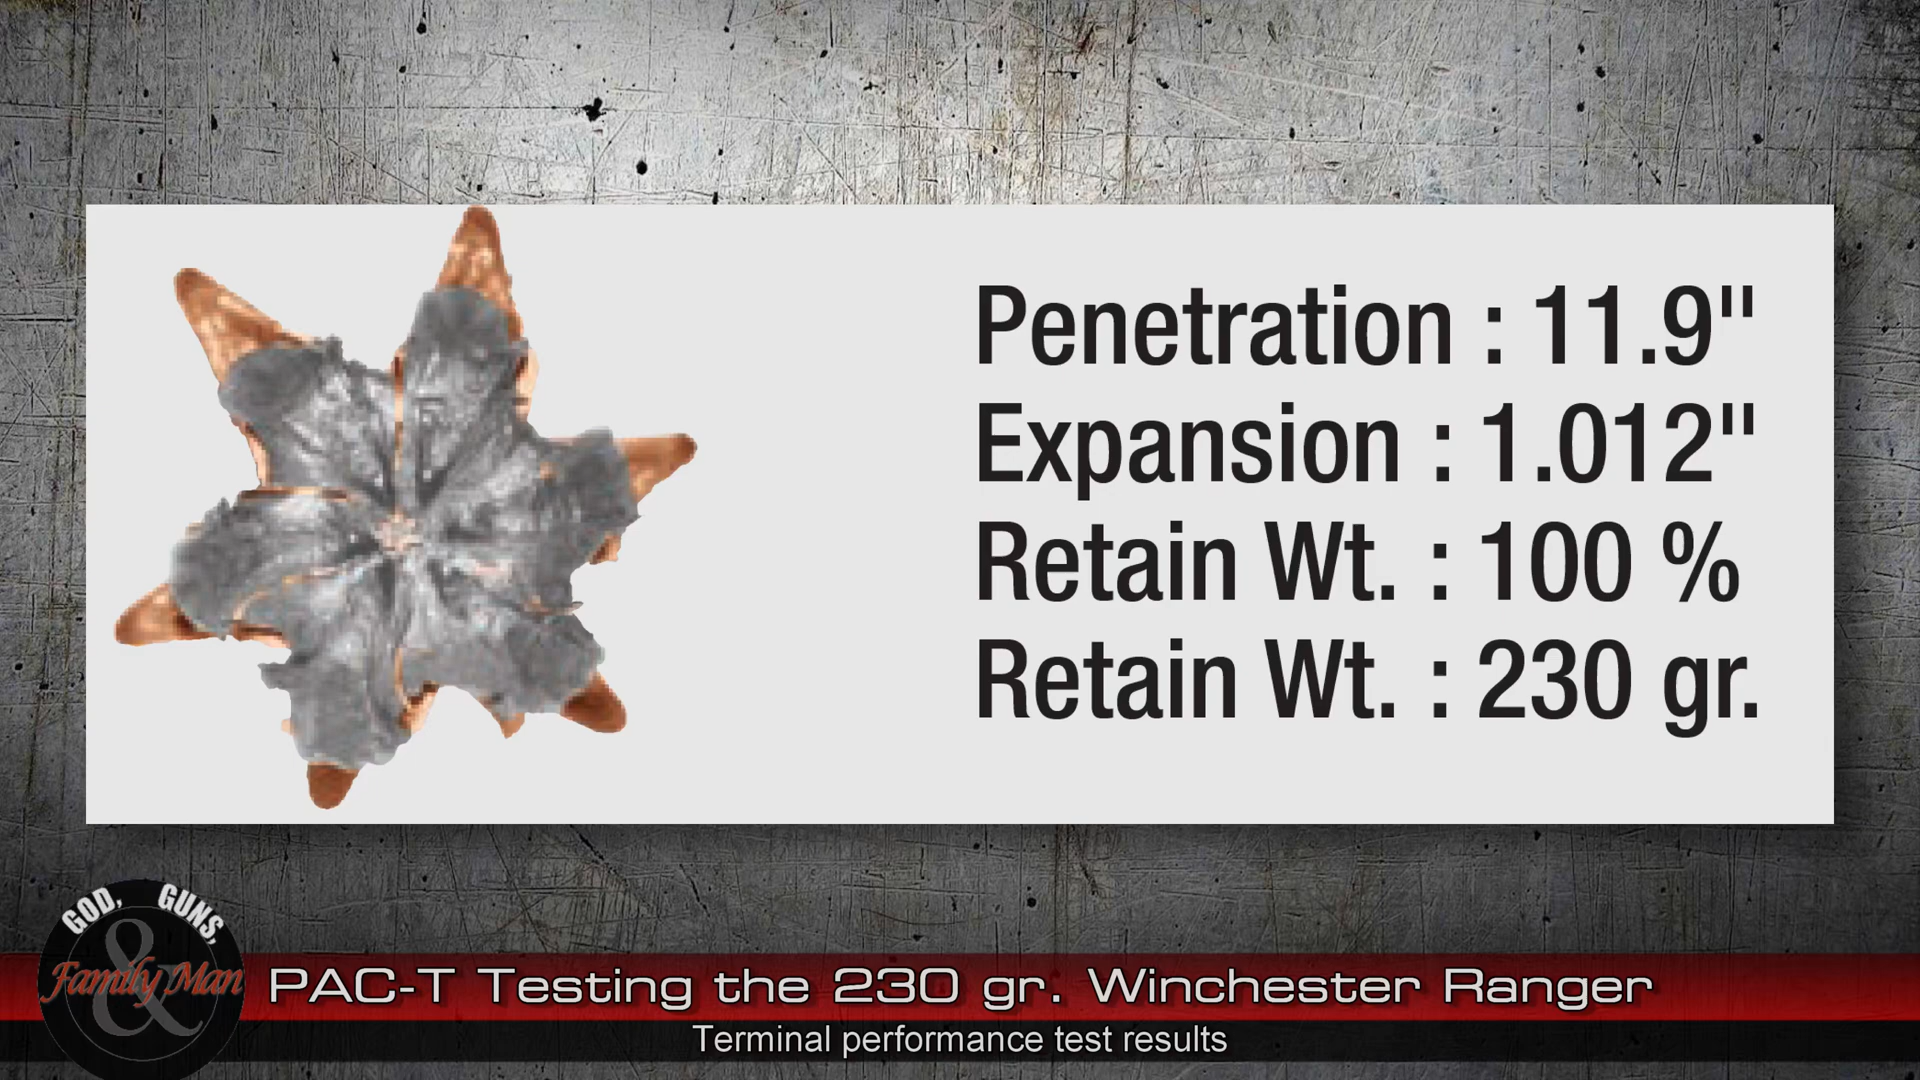 Penetration : 11.9"
Expansion : 1.012"
Retain Wt. : 100 %
Retain Wt. : 230 gr.
GOD, GUNS,
&
Family Man
PAC-T Testing the 230 gr. Winchester Ranger
Terminal performance test results